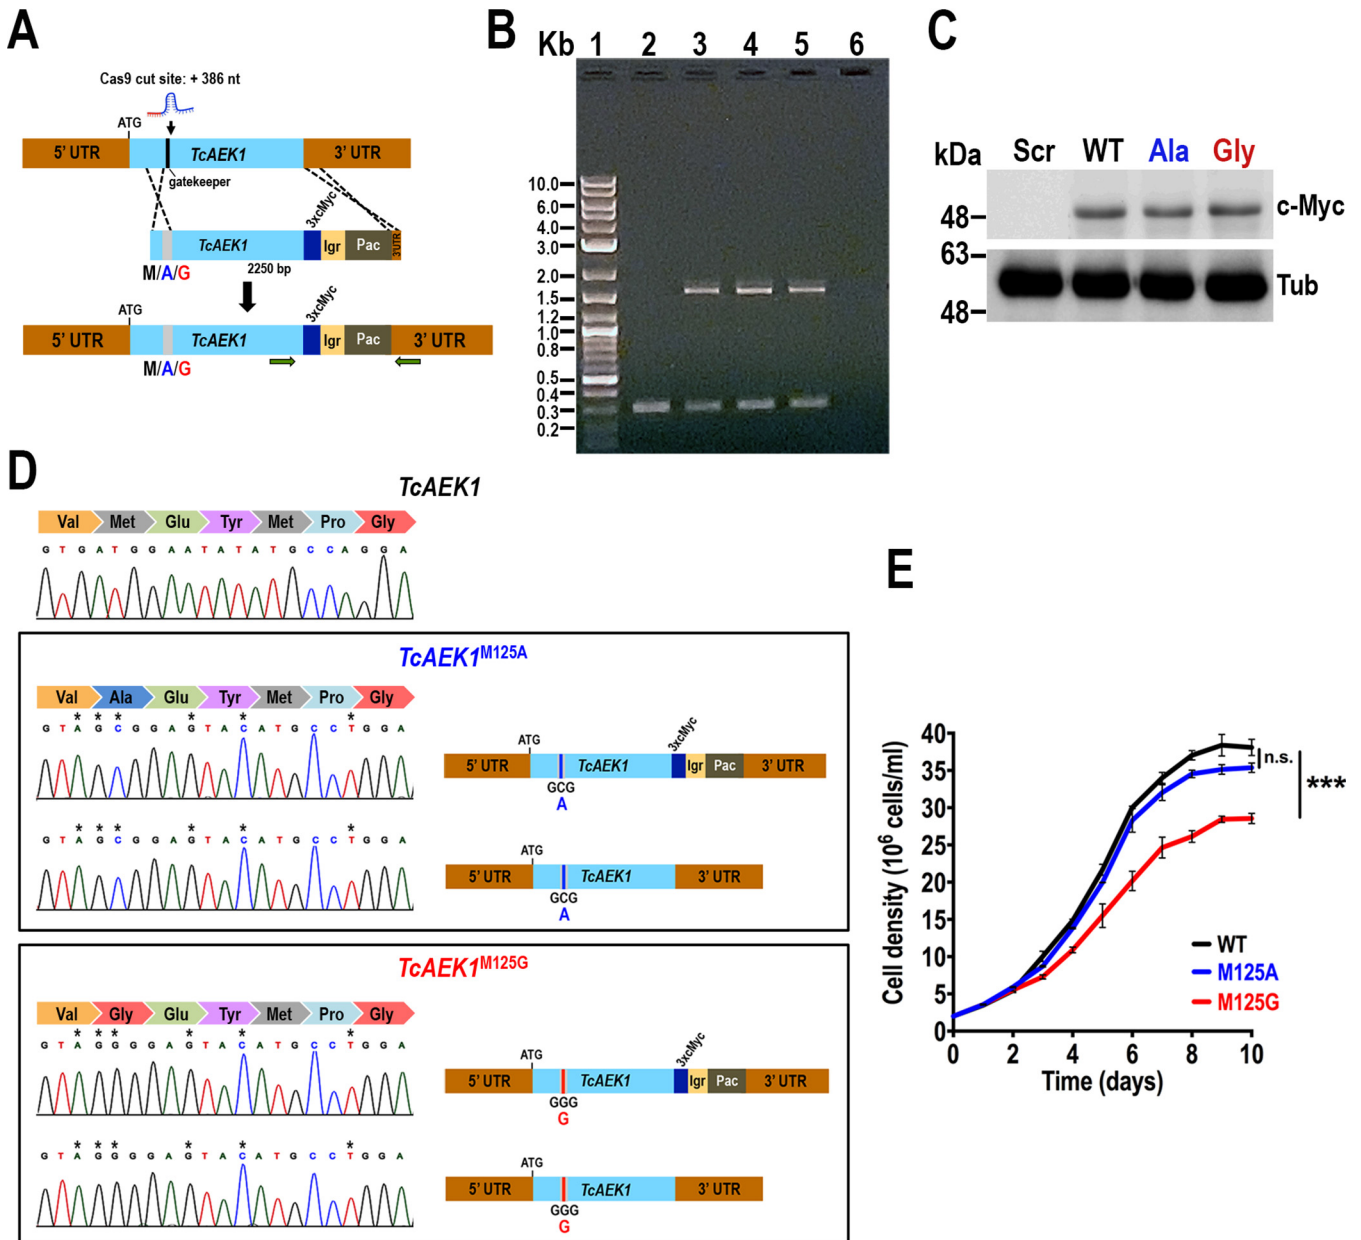 A
Cas9 cut site: + 386 nt
ATG
5' UTR
TcAEK1
3' UTR
gatekeeper
3xcMyc
TcAEK1
Igr
Pac
3'UTR
M/A/G
2250 bp
ATG
3xcMyc
5' UTR
TcAEK1
Igr
Pac
3' UTR
M/A/G
B
Kb 1 2 3 4 5 6
10.0
6.0
4.0
3.0
2.0
1.5
1.2
1.0
0.8
0.5
0.4
0.3
0.2
C
kDa Scr WT Ala Gly
48
c-Myc
63
Tub
48
D
TcAEK1
Val Met Glu Tyr Met Pro Gly
G T G A T G G A A T A T A T G C C A G G A
TcAEK1M125A
Val Ala Glu Tyr Met Pro Gly
* * * * * *
G T A G C G G A G T A C A T G C C T G G A
ATG
3xcMyc
5' UTR
TcAEK1
Igr
Pac
3' UTR
GCG
A
* * * * * *
G T A G C G G A G T A C A T G C C T G G A
ATG
5' UTR
TcAEK1
3' UTR
GCG
A
TcAEK1M125G
Val Gly Glu Tyr Met Pro Gly
* * * * * *
G T A G G G G A G T A C A T G C C T G G A
ATG
3xcMyc
5' UTR
TcAEK1
Igr
Pac
3' UTR
GGG
G
* * * * * *
G T A G G G G A G T A C A T G C C T G G A
ATG
5' UTR
TcAEK1
3' UTR
GGG
G
E
Cell density (10⁶ cells/ml)
40
35
30
25
20
15
10
5
0
n.s.
***
WT
M125A
M125G
0 2 4 6 8 10
Time (days)